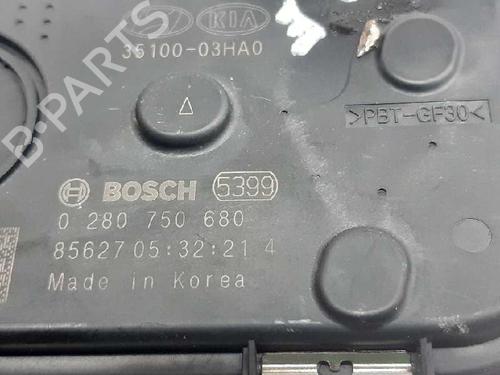 KIA
35100-03HA0
>PBT-GF30<
BOSCH 5399
0 280 750 680
85627 05:32:21 4
Made in Korea
B-PARTS